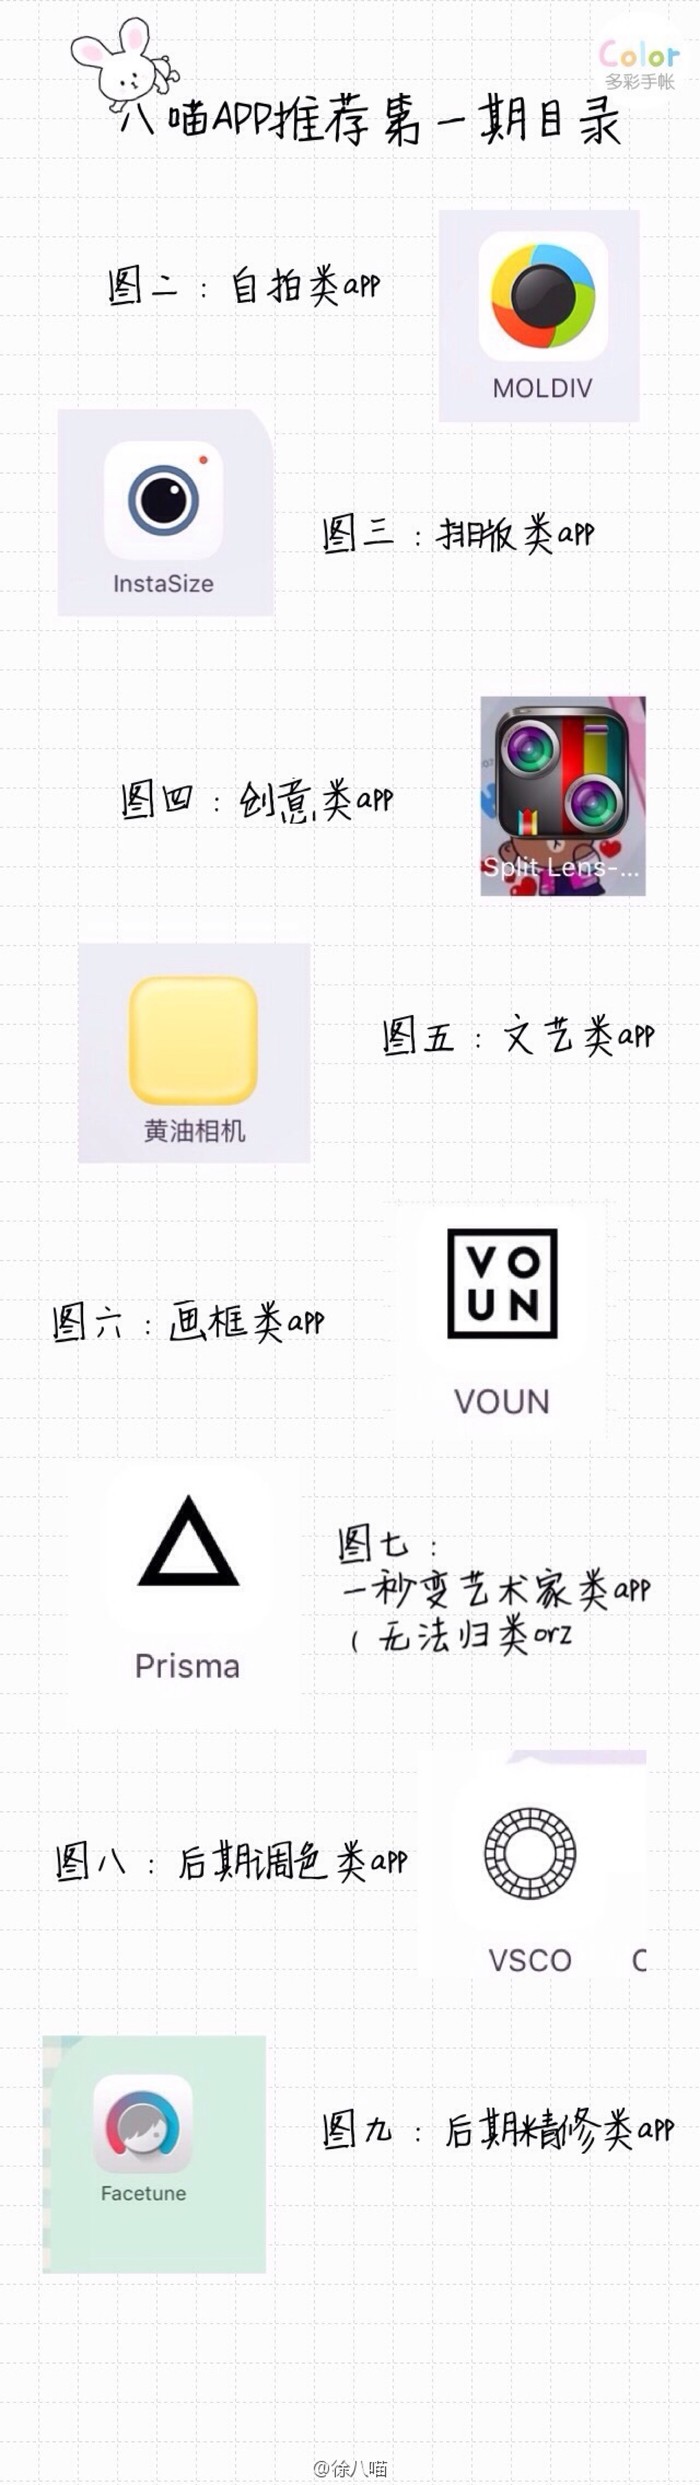 Color
多彩手帐
八喵APP推荐第一期目录
图二：自拍类app
MOLDIV
InstaSize
图三：排版类app
图四：创意类app
Split Lens-...
黄油相机
图五：文艺类app
VO
UN
图六：画框类app
VOUN
图七：
一秒变艺术家类app
（无法归类orz
Prisma
图八：后期调色类app
VSCO
C
Facetune
图九：后期精修类app
@徐八喵